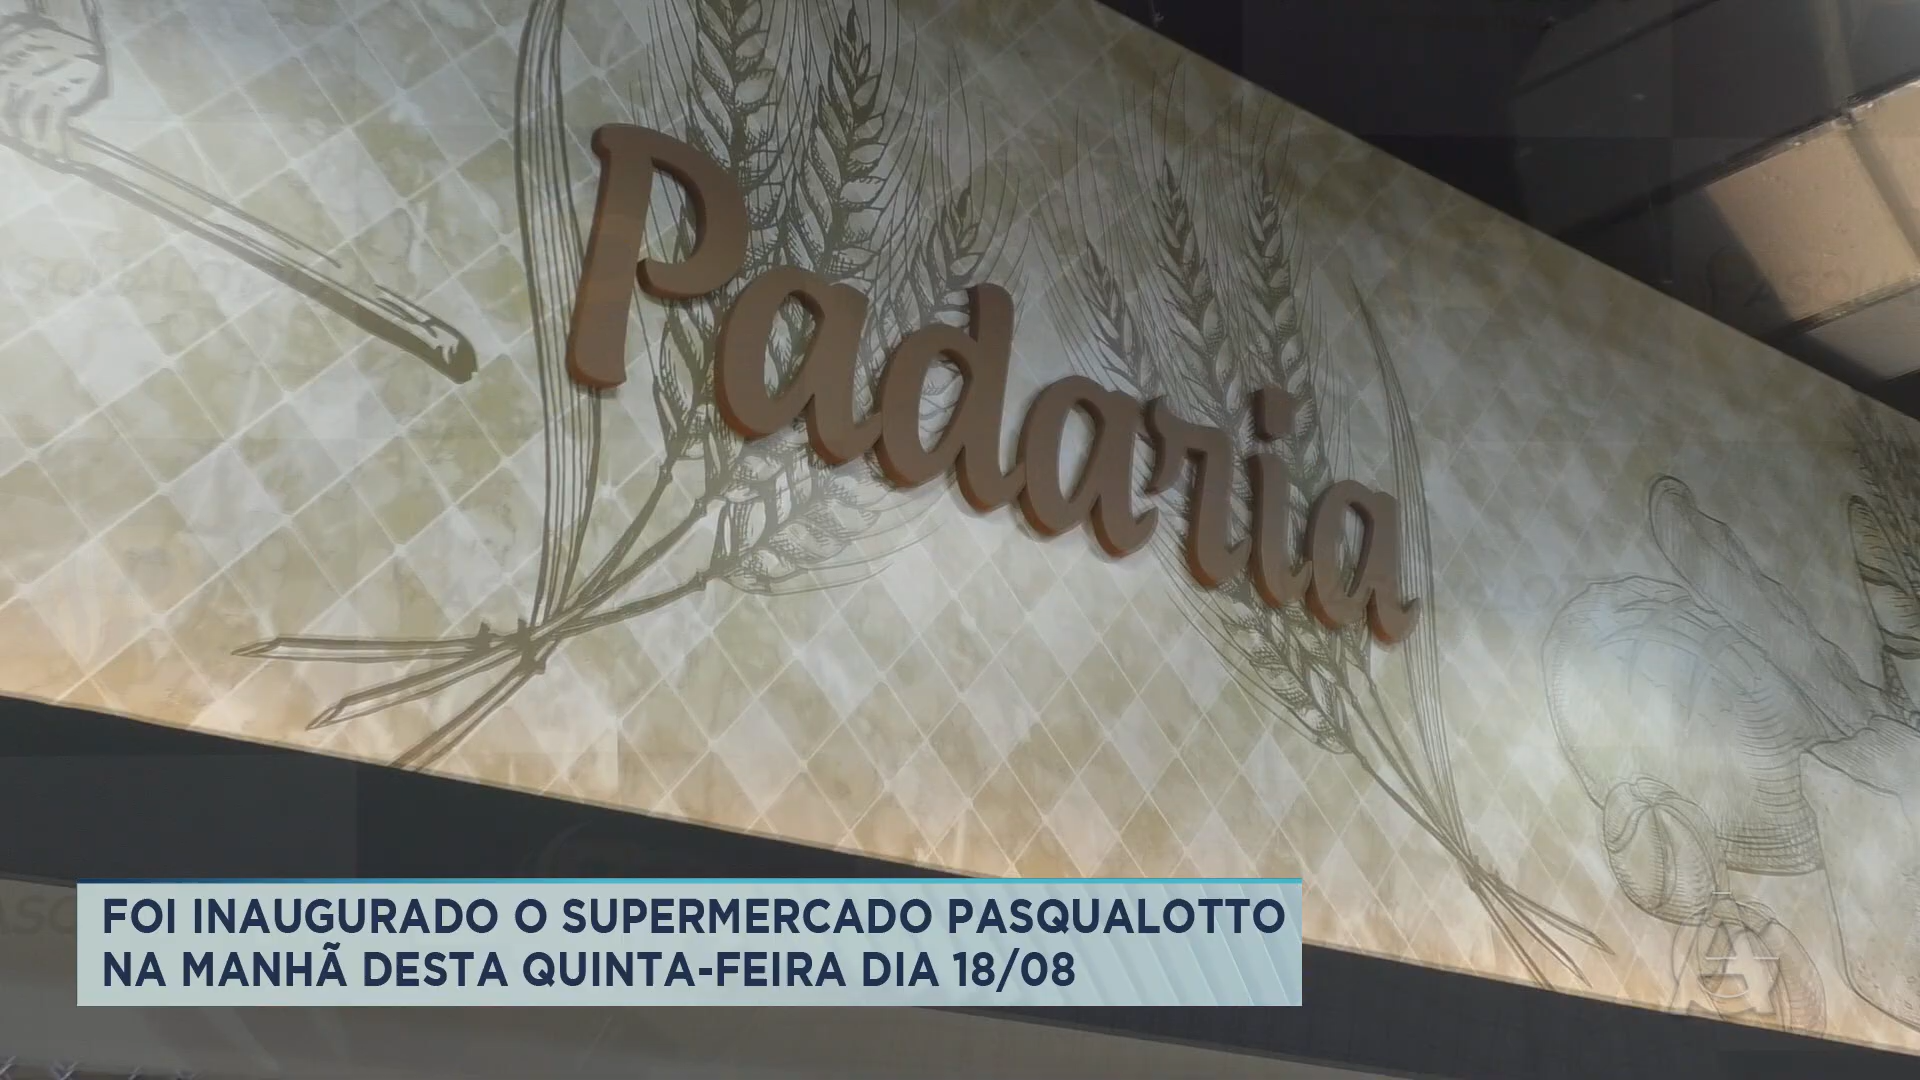 Padaria
FOI INAUGURADO O SUPERMERCADO PASQUALOTTO
NA MANHÃ DESTA QUINTA-FEIRA DIA 18/08